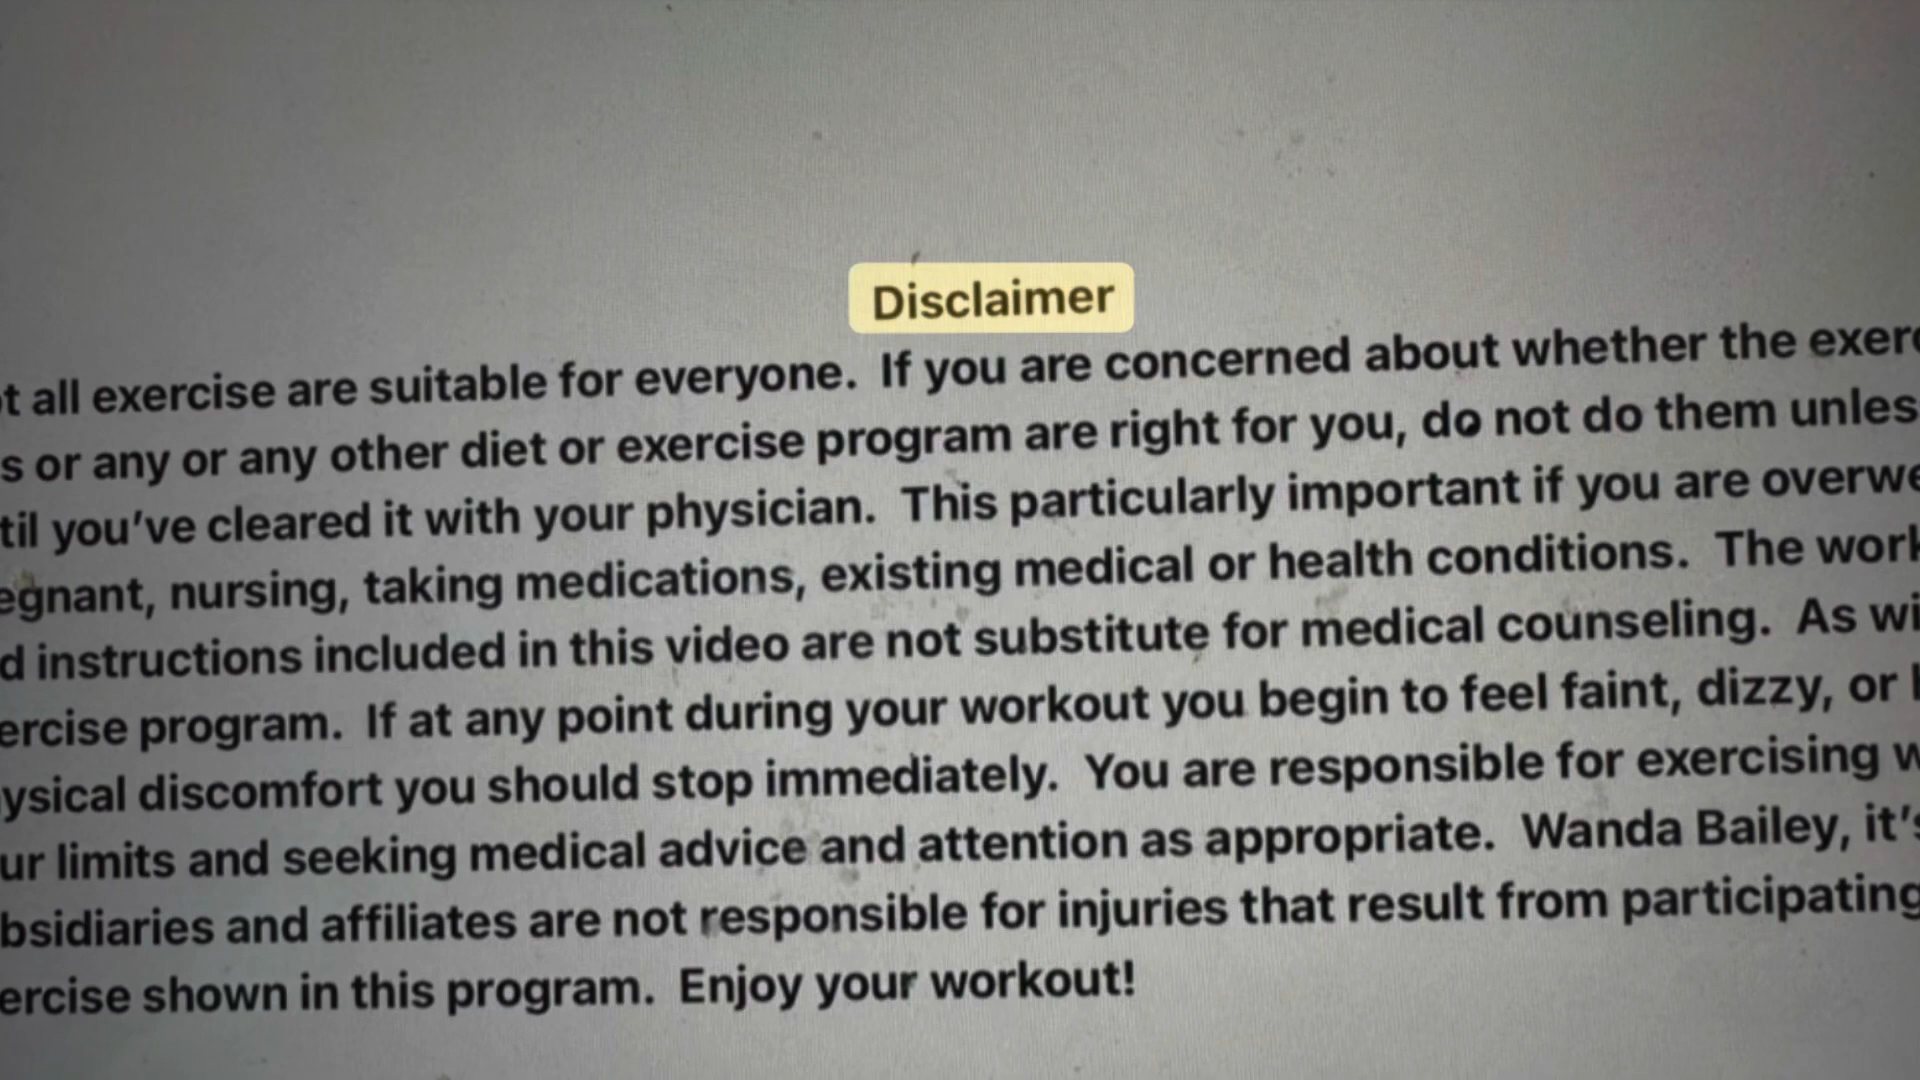 Disclaimer
t all exercise are suitable for everyone. If you are concerned about whether the exerc
s or any or any other diet or exercise program are right for you, do not do them unles
til you've cleared it with your physician. This particularly important if you are overwe
egnant, nursing, taking medications, existing medical or health conditions. The work
d instructions included in this video are not substitute for medical counseling. As wi
ercise program. If at any point during your workout you begin to feel faint, dizzy, or
ysical discomfort you should stop immediately. You are responsible for exercising w
ur limits and seeking medical advice and attention as appropriate. Wanda Bailey, it's
bsidiaries and affiliates are not responsible for injuries that result from participating
ercise shown in this program. Enjoy your workout!